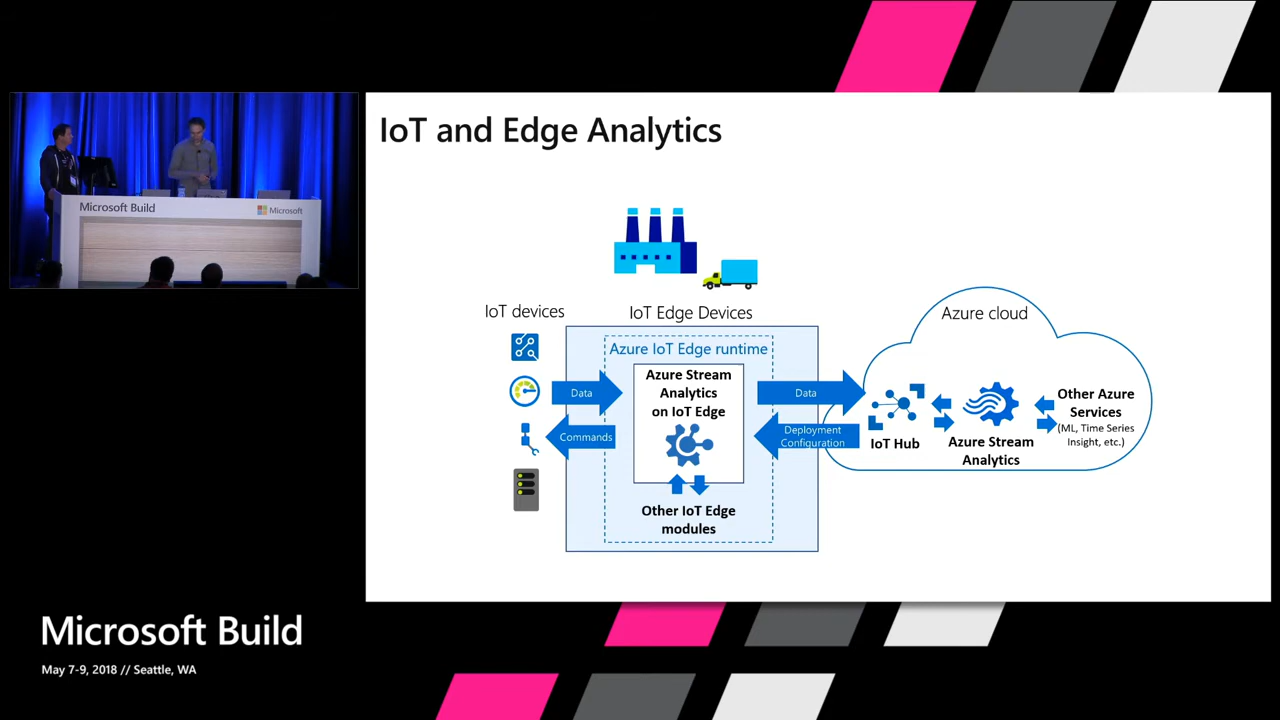 IoT and Edge Analytics
Microsoft Build
Microsoft
IoT devices
IoT Edge Devices
Azure cloud
Azure IoT Edge runtime
Azure Stream
Analytics
on IoT Edge
Data
Commands
Data
Deployment
Configuration
Other IoT Edge
modules
IoT Hub
Azure Stream
Analytics
Other Azure
Services
(ML, Time Series
Insight, etc.)
Microsoft Build
May 7-9, 2018 // Seattle, WA